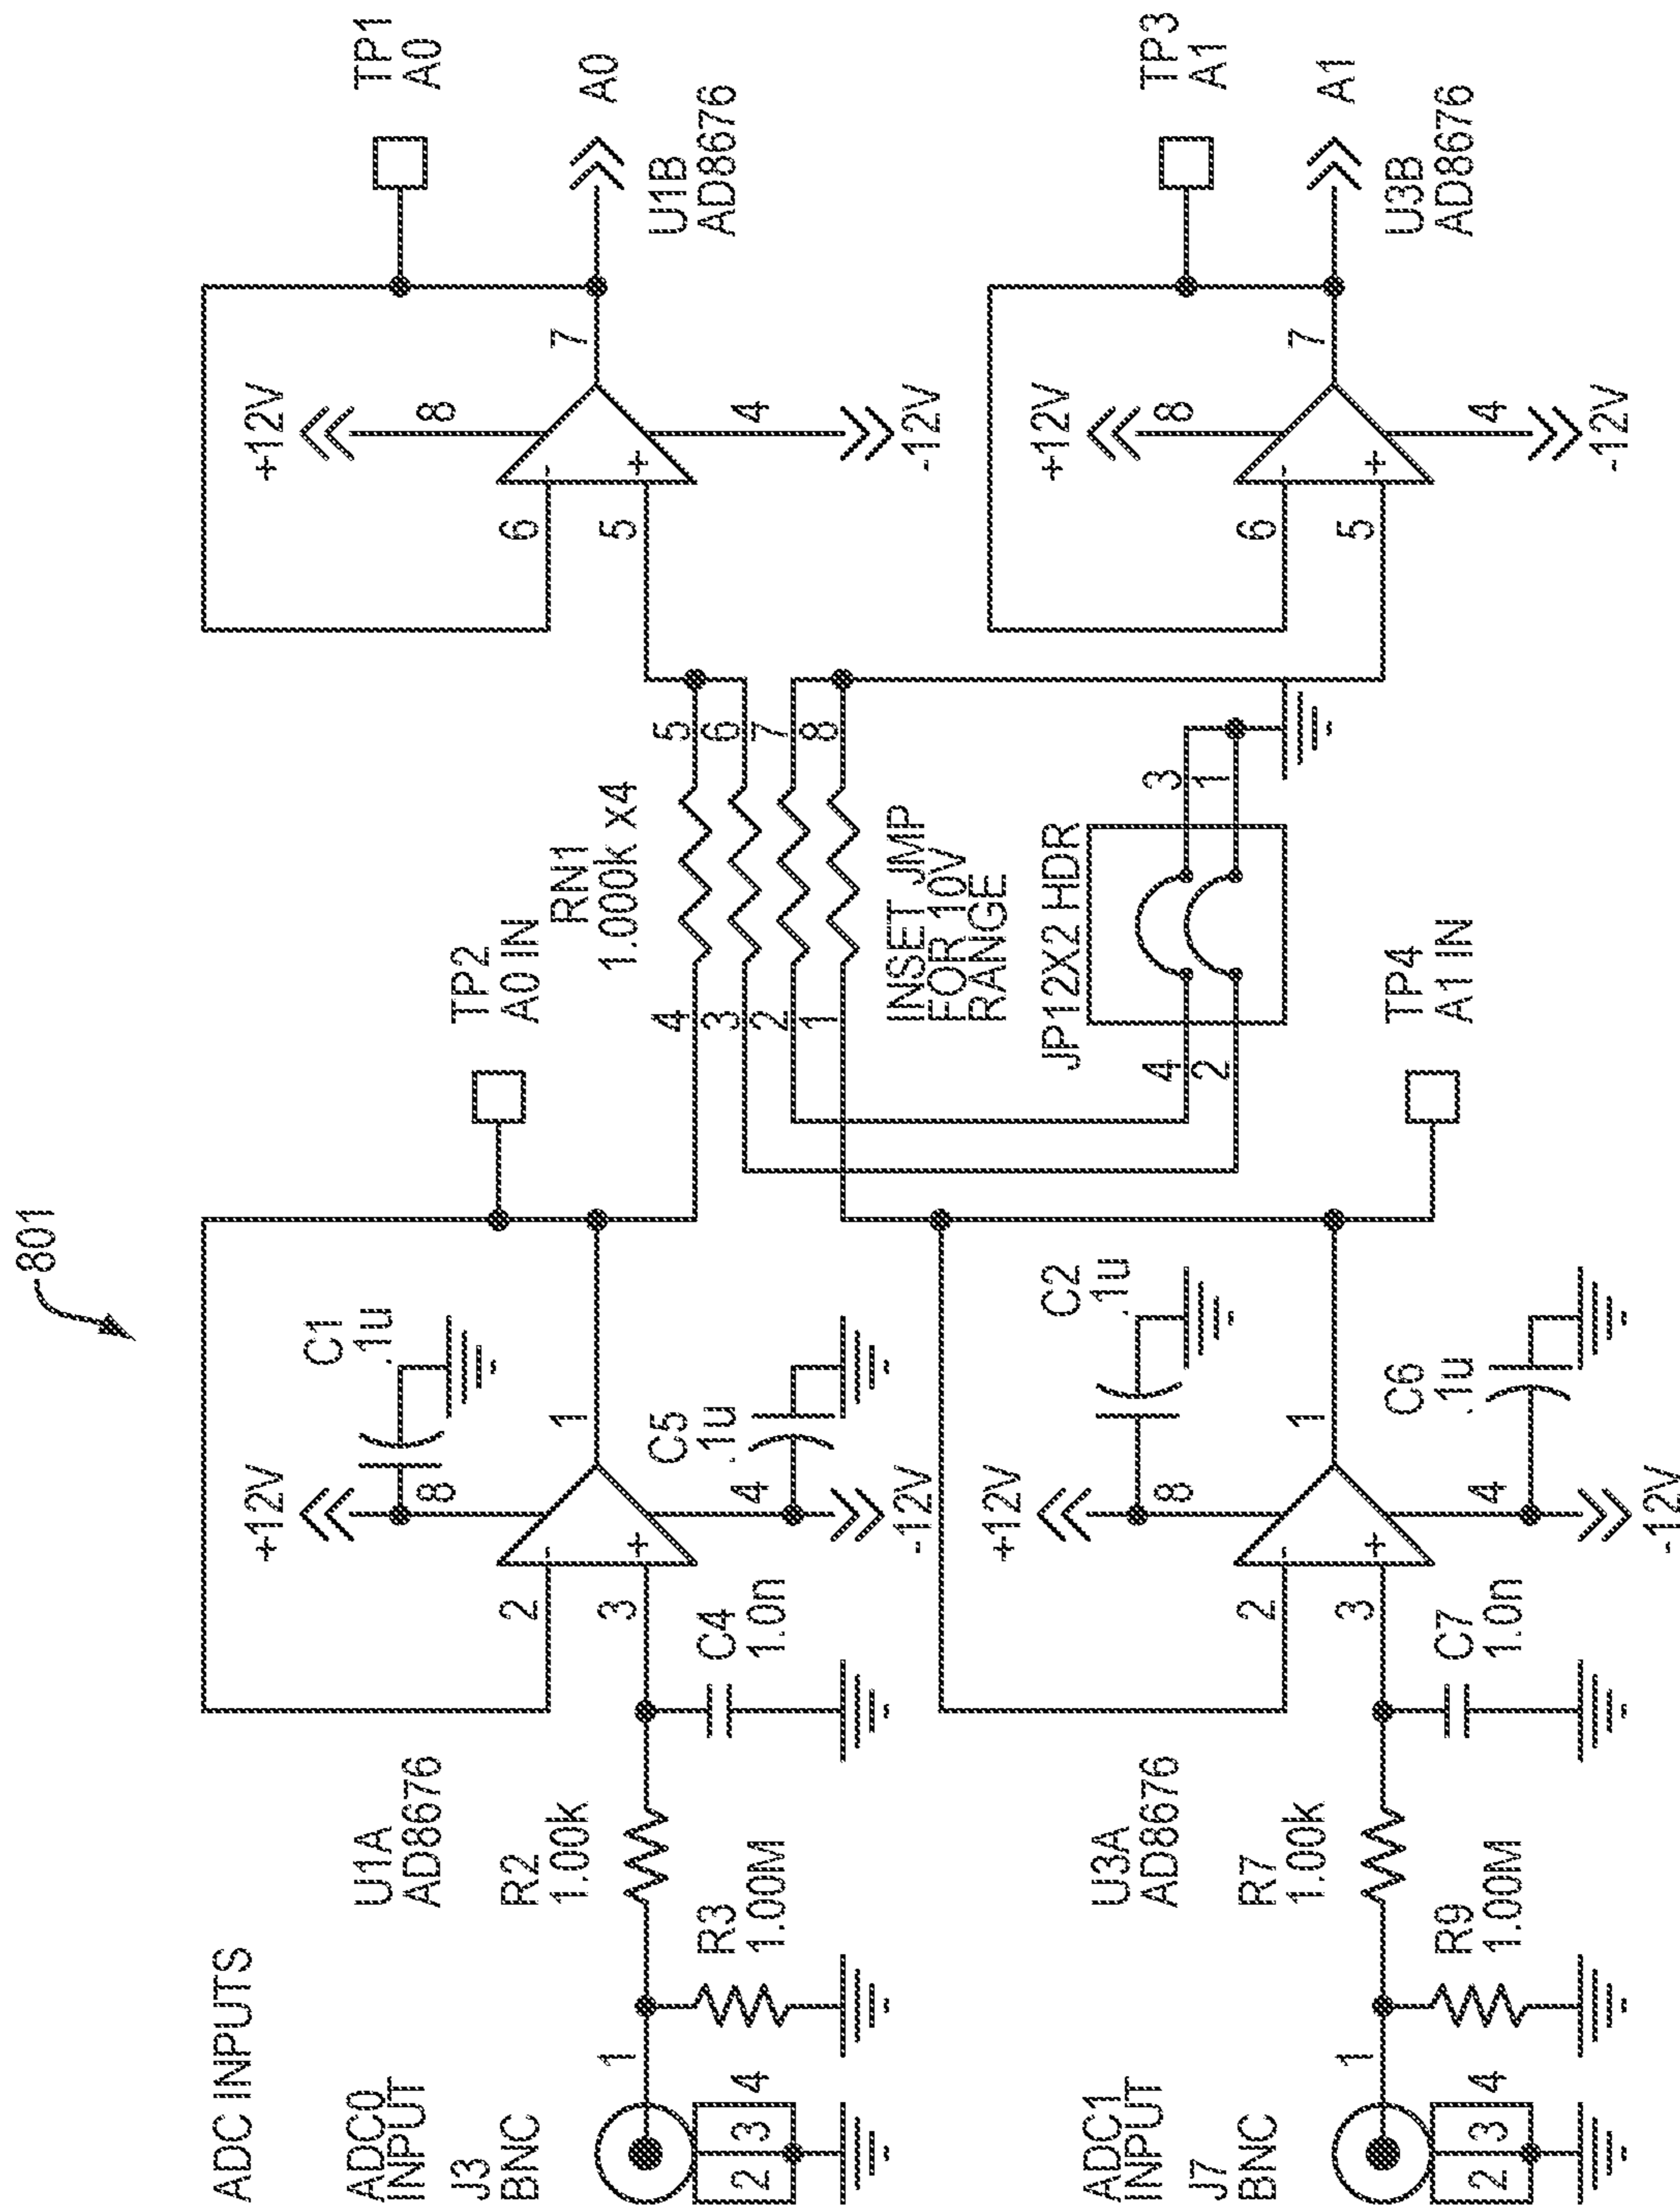 801
ADC INPUTS
ADC0
INPUT
J3
BNC
1
2
3
4
R3
1.00M
R2
1.00k
U1A
AD8676
C4
1.0n
2
3
+12V
8
C1
.1u
1
C5
.1u
4
-12V
TP2
A0 IN
RN1
1.000k x4
4
3
2
1
5
6
7
8
INSET JMP
FOR 10V
RANGE
JP12X2 HDR
4
2
3
1
6
5
+12V
8
7
4
-12V
TP1
A0
A0
U1B
AD8676
ADC1
INPUT
J7
BNC
1
2
3
4
R9
1.00M
R7
1.00k
U3A
AD8676
C7
1.0n
2
3
+12V
8
C2
.1u
1
C6
.1u
4
-12V
TP4
A1 IN
6
5
+12V
8
7
4
-12V
TP3
A1
A1
U3B
AD8676